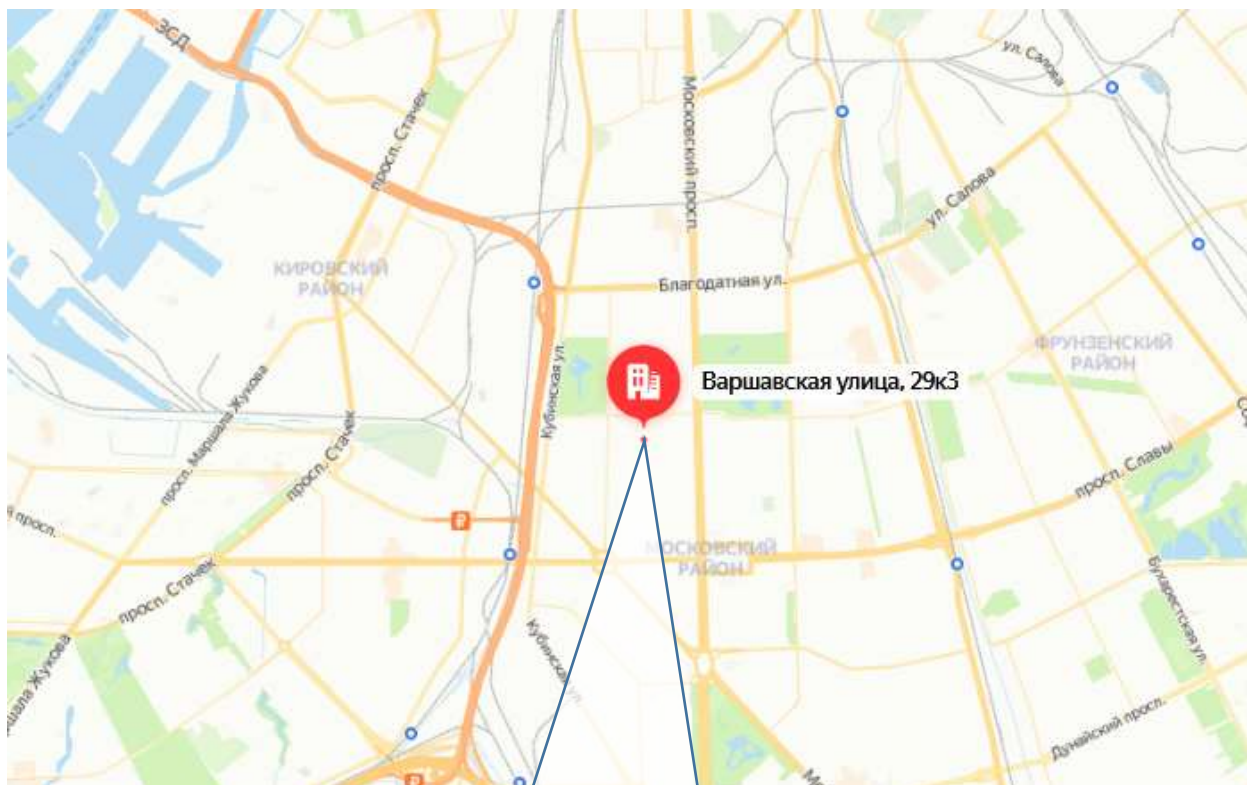 ЗСД
ул. Салова
просп. Стачек
Московский просп.
ул. Салова
КИРОВСКИЙ
РАЙОН
Благодатная ул.
ФРУНЗЕНСКИЙ
РАЙОН
Кубинская ул.
Варшавская улица, 29к3
просп. Маршала Жукова
просп. Стачек
просп. Славы
й просп.
МОСКОВСКИЙ
РАЙОН
просп. Стачек
Бухарестская ул.
Кубинская ул.
шала Жукова
Дунайский просп.